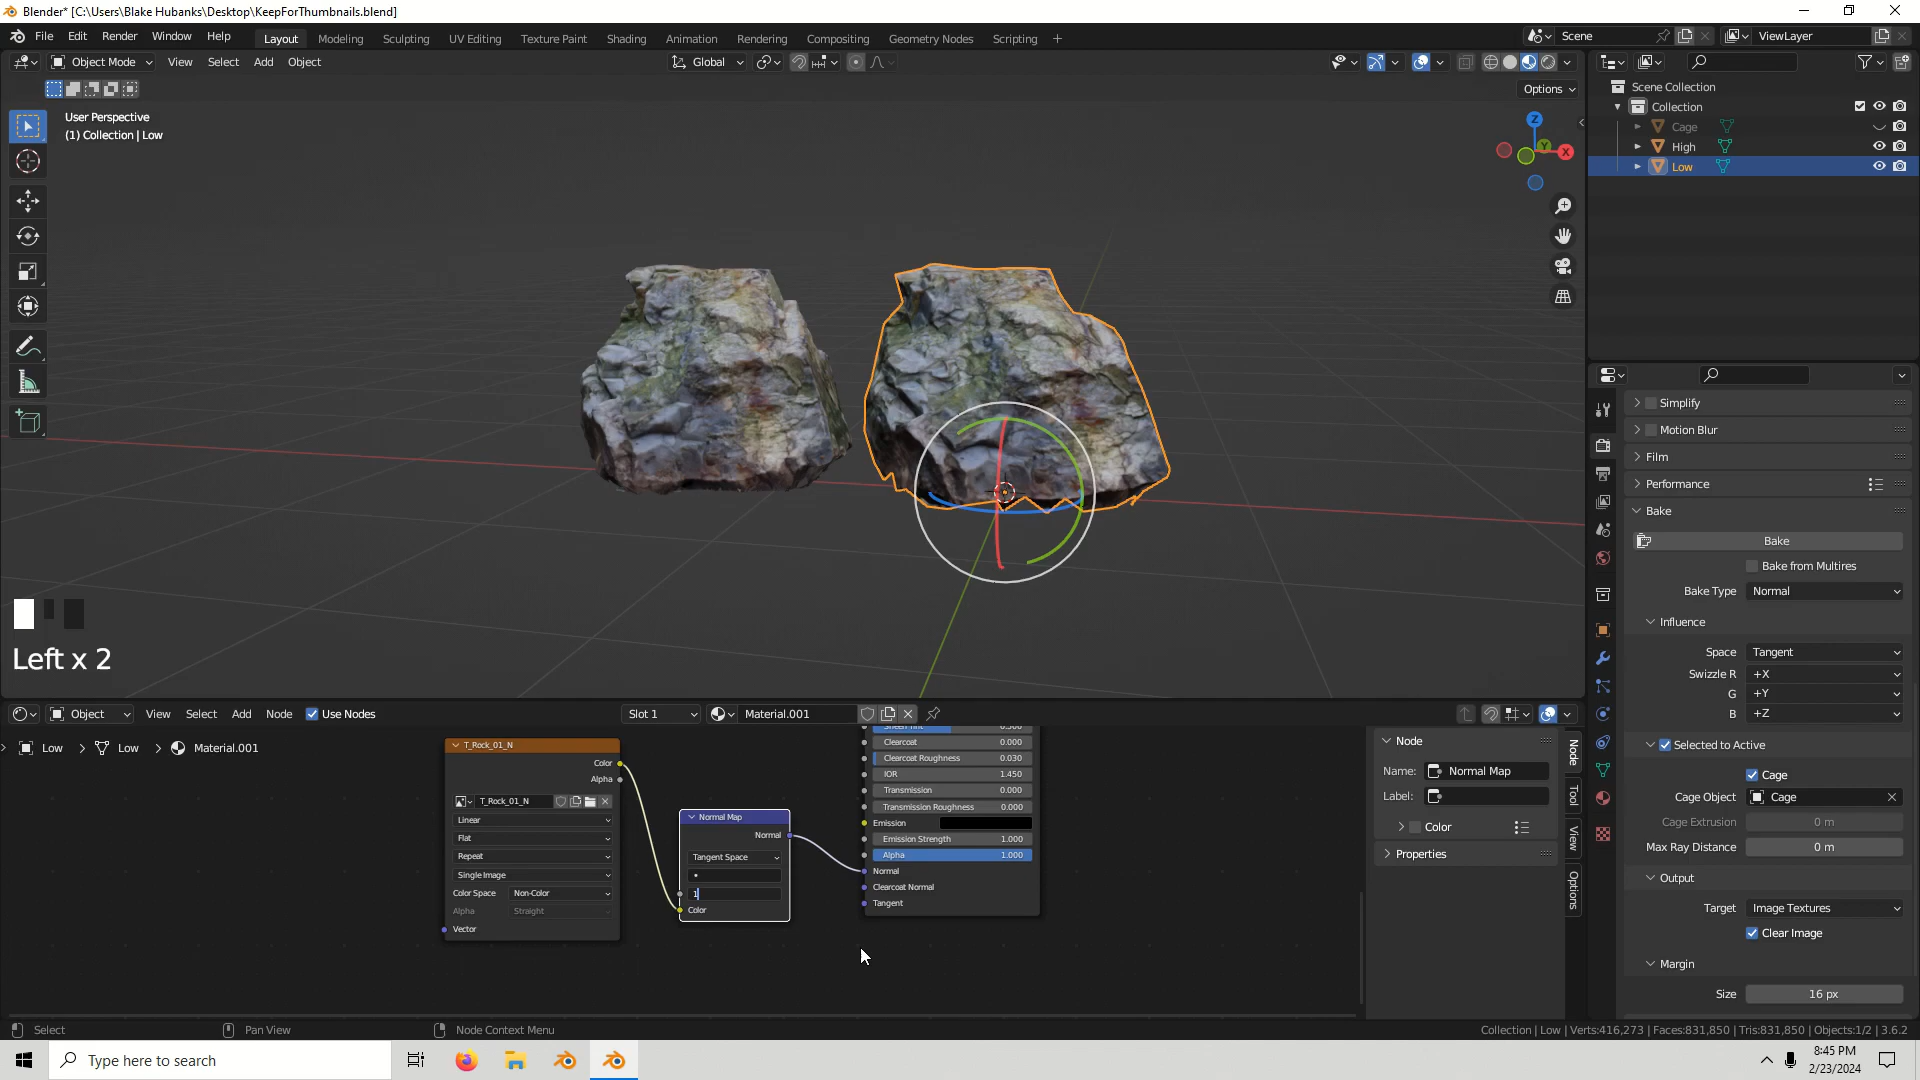 Blender* [C:\Users\Blake Hubanks\Desktop\KeepForThumbnails.blend]
File Edit Render Window Help Layout Modeling Sculpting UV Editing Texture Paint Shading Animation Rendering Compositing Geometry Nodes Scripting + Scene ViewLayer
Object Mode View Select Add Object Global
Options
User Perspective
(1) Collection | Low
Z
Y
X
Left x 2
Scene Collection
Collection
Cage
High
Low
Simplify
Motion Blur
Film
Performance
Bake
Bake
Bake from Multires
Bake Type Normal
Influence
Space Tangent
Swizzle R +X
G +Y
B +Z
Selected to Active
Cage
Cage Object Cage
Cage Extrusion 0 m
Max Ray Distance 0 m
Output
Target Image Textures
Clear Image
Margin
Size 16 px
Object View Select Add Node Use Nodes Slot 1 Material.001
Low > Low > Material.001
T_Rock_01_N
Color
Alpha
T_Rock_01_N
Linear
Flat
Repeat
Single Image
Color Space Non-Color
Alpha Straight
Vector
Normal Map
Normal
Tangent Space
1
Color
Clearcoat 0.000
Clearcoat Roughness 0.030
IOR 1.450
Transmission 0.000
Transmission Roughness 0.000
Emission
Emission Strength 1.000
Alpha 1.000
Normal
Clearcoat Normal
Tangent
Node
Name: Normal Map
Label:
Color
Properties
Node
Tool
View
Options
Select Pan View Node Context Menu Collection | Low | Verts:416,273 | Faces:831,850 | Tris:831,850 | Objects:1/2 | 3.6.2
Type here to search
8:45 PM
2/23/2024